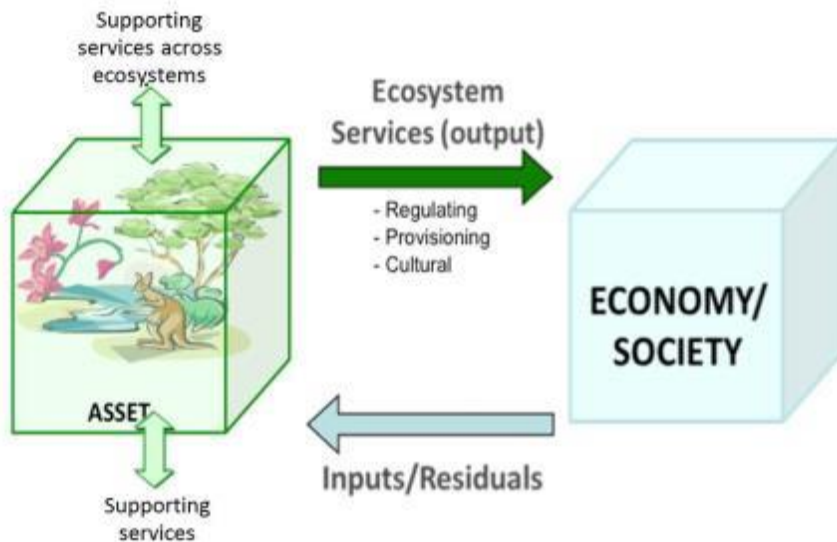 Supporting
services across
ecosystems
Ecosystem
Services (output)
- Regulating
- Provisioning
- Cultural
ECONOMY/
SOCIETY
ASSET
Inputs/Residuals
Supporting
services